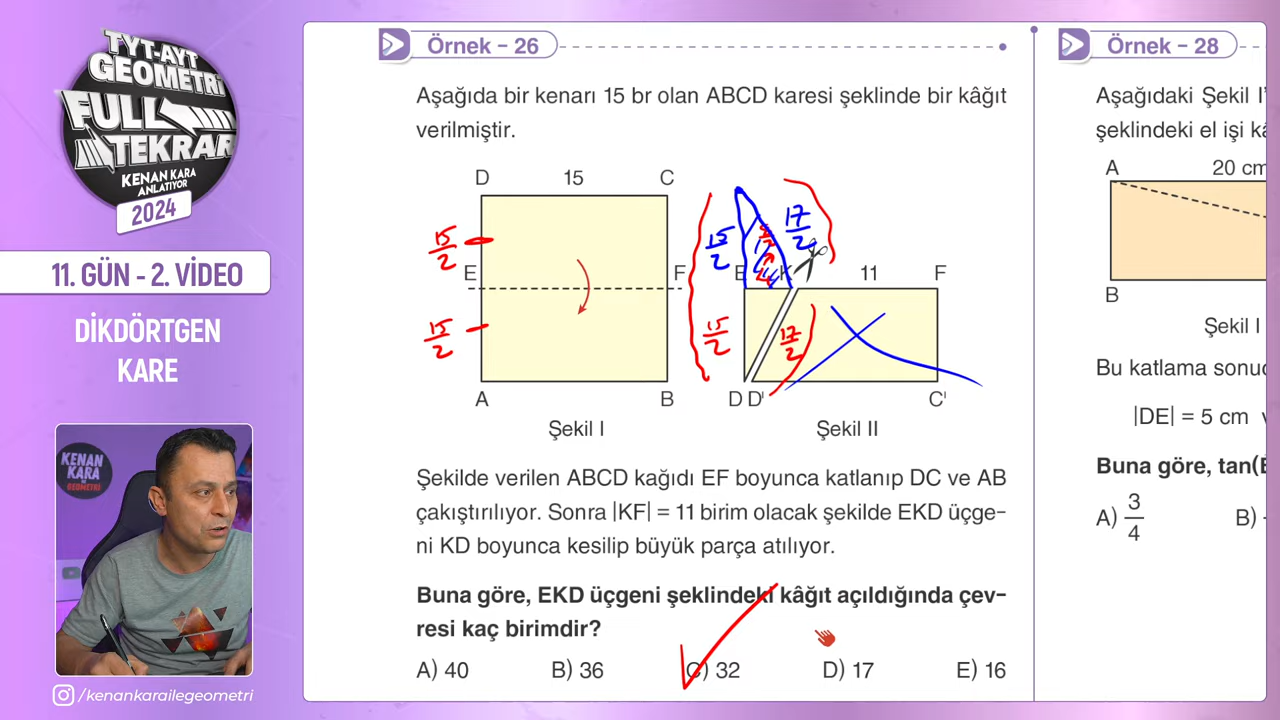 TYT-AYT
GEOMETRİ
FULL
TEKRAR
KENAN KARA
ANLATIYOR
2024
11. GÜN - 2. VİDEO
DİKDÖRTGEN
KARE
KENAN
KARA
GEOMETRİ
/kenankarailegeometri
Örnek – 26
Aşağıda bir kenarı 15 br olan ABCD karesi şeklinde bir kâğıt
verilmiştir.
D 15 C
15/2
E F
15/2
A B
Şekil I
15/2 17/2
E K 11 F
15/2 17/2
D D' C'
Şekil II
Şekilde verilen ABCD kağıdı EF boyunca katlanıp DC ve AB
çakıştırılıyor. Sonra |KF| = 11 birim olacak şekilde EKD üçge–
ni KD boyunca kesilip büyük parça atılıyor.
Buna göre, EKD üçgeni şeklindeki kâğıt açıldığında çev–
resi kaç birimdir?
A) 40 B) 36 C) 32 D) 17 E) 16
Örnek – 28
Aşağıdaki Şekil I'
şeklindeki el işi k
A 20 cm
B
Şekil I
Bu katlama sonu
|DE| = 5 cm
Buna göre, tan(
A) 3/4 B)